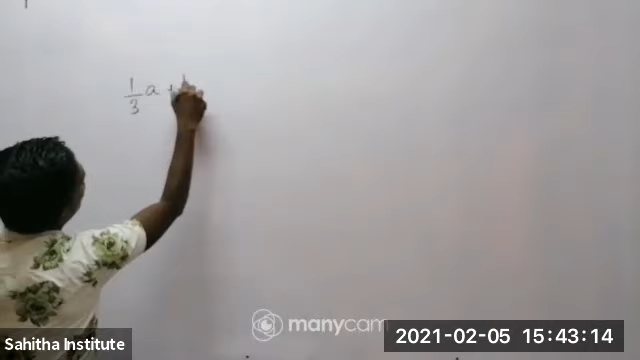 1/3 a +
manycam
Sahitha Institute
2021-02-05 15:43:14